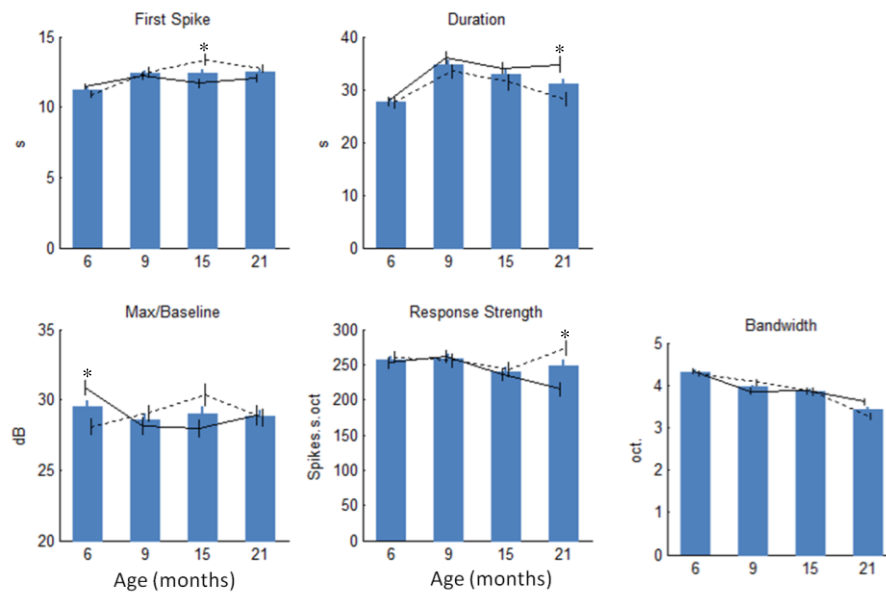 First Spike
15
10
5
0
s
*
6 9 15 21
Duration
40
30
20
10
0
s
*
6 9 15 21
Max/Baseline
35
30
25
20
dB
*
6 9 15 21
Age (months)
Response Strength
300
250
200
150
100
50
0
Spikes.s.oct
*
6 9 15 21
Age (months)
Bandwidth
5
4
3
2
1
0
oct.
6 9 15 21